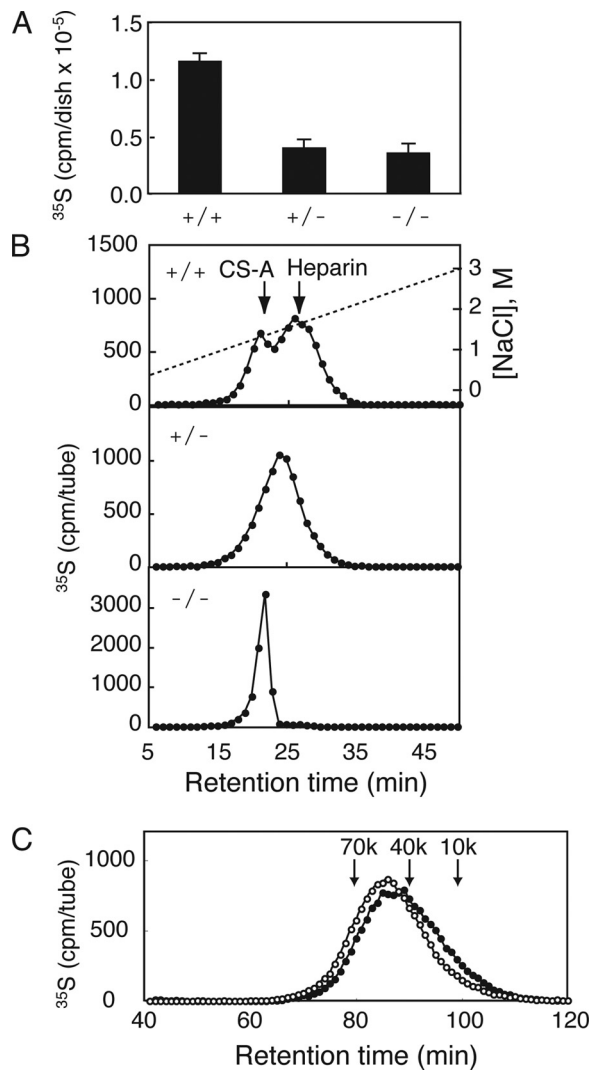 A
³⁵S (cpm/dish x 10⁻⁵)
1.5
1.0
0.5
0.0
+/+ +/- -/-
B
³⁵S (cpm/tube)
1500
1000
500
0
+/+
CS-A Heparin
3
2
1
0
[NaCl], M
1000
500
0
+/-
3000
2000
1000
0
-/-
5 15 25 35 45
Retention time (min)
C
³⁵S (cpm/tube)
1000
500
0
70k 40k 10k
40 60 80 100 120
Retention time (min)